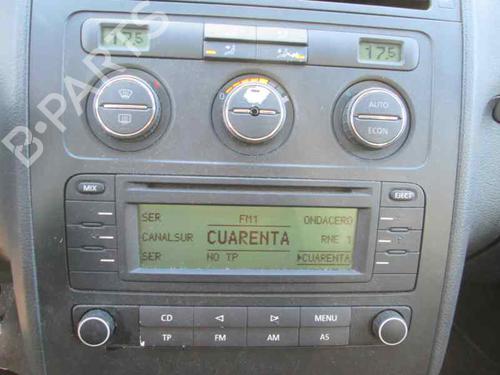 17.5 17.5
B-PARTS
AUTO
ECON
MIX
EJECT
SER FM1 ONDACERO
CANALSUR CUARENTA RNE 1
SER NO TP ▸CUARENTA
CD ◁ ▷ MENU
TP FM AM AS